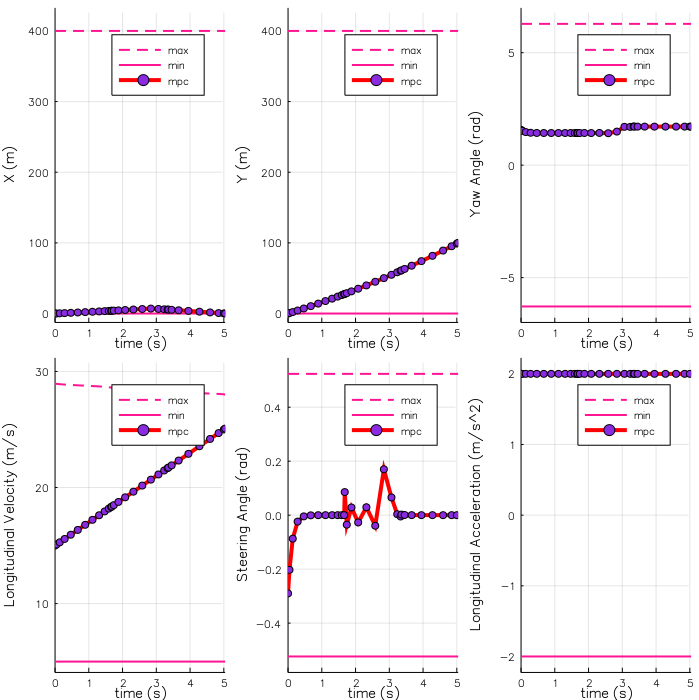 X (m)
400
300
200
100
0
max
min
mpc
0 1 2 3 4 5
time (s)
Y (m)
400
300
200
100
0
max
min
mpc
0 1 2 3 4 5
time (s)
Yaw Angle (rad)
5
0
−5
max
min
mpc
0 1 2 3 4 5
time (s)
Longitudinal Velocity (m/s)
30
20
10
max
min
mpc
0 1 2 3 4 5
time (s)
Steering Angle (rad)
0.4
0.2
0.0
−0.2
−0.4
max
min
mpc
0 1 2 3 4 5
time (s)
Longitudinal Acceleration (m/s^2)
2
1
0
−1
−2
max
min
mpc
0 1 2 3 4 5
time (s)